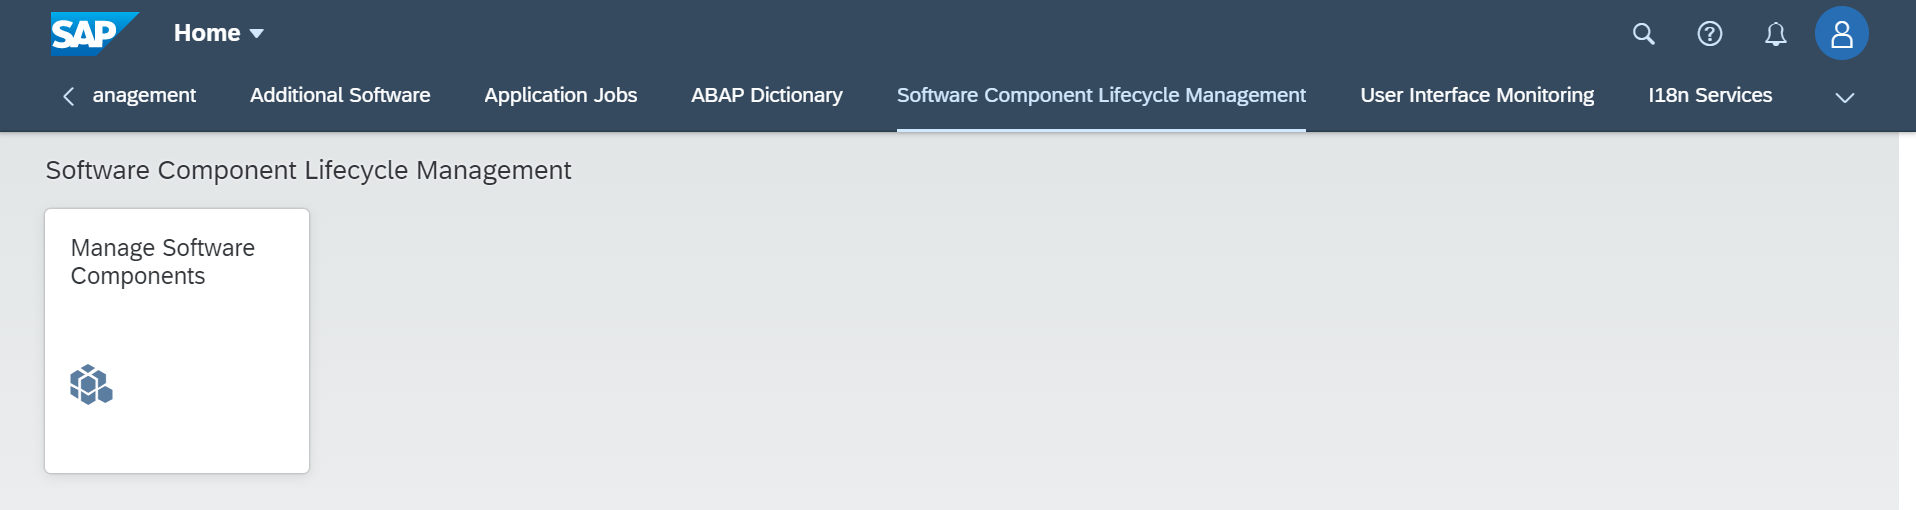 SAP Home
anagement Additional Software Application Jobs ABAP Dictionary Software Component Lifecycle Management User Interface Monitoring I18n Services
Software Component Lifecycle Management
Manage Software
Components